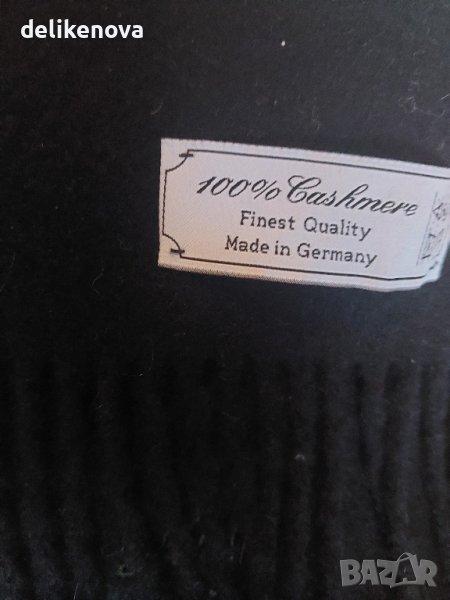 delikenova
100% Cashmere
Finest Quality
Made in Germany
BAZAR